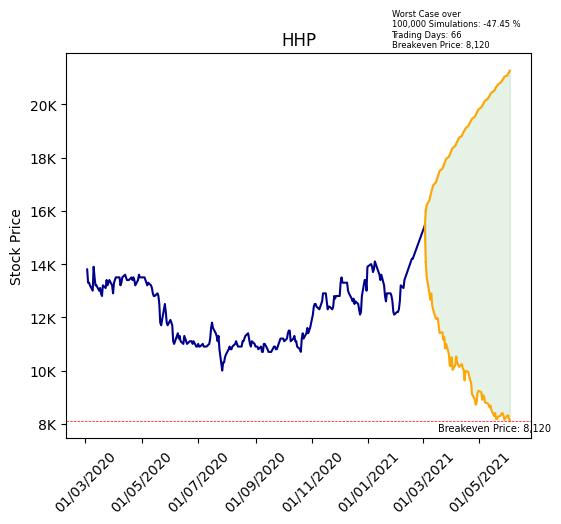 Worst Case over
100,000 Simulations: -47.45 %
Trading Days: 66
Breakeven Price: 8,120
HHP
Stock Price
20K
18K
16K
14K
12K
10K
8K
Breakeven Price: 8,120
01/03/2020
01/05/2020
01/07/2020
01/09/2020
01/11/2020
01/01/2021
01/03/2021
01/05/2021